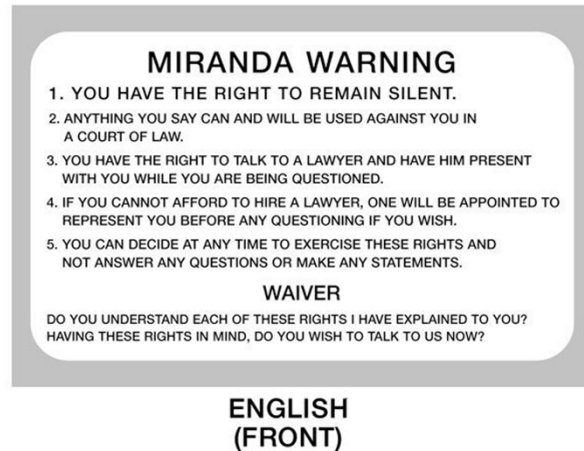 MIRANDA WARNING
1. YOU HAVE THE RIGHT TO REMAIN SILENT.
2. ANYTHING YOU SAY CAN AND WILL BE USED AGAINST YOU IN
A COURT OF LAW.
3. YOU HAVE THE RIGHT TO TALK TO A LAWYER AND HAVE HIM PRESENT
WITH YOU WHILE YOU ARE BEING QUESTIONED.
4. IF YOU CANNOT AFFORD TO HIRE A LAWYER, ONE WILL BE APPOINTED TO
REPRESENT YOU BEFORE ANY QUESTIONING IF YOU WISH.
5. YOU CAN DECIDE AT ANY TIME TO EXERCISE THESE RIGHTS AND
NOT ANSWER ANY QUESTIONS OR MAKE ANY STATEMENTS.
WAIVER
DO YOU UNDERSTAND EACH OF THESE RIGHTS I HAVE EXPLAINED TO YOU?
HAVING THESE RIGHTS IN MIND, DO YOU WISH TO TALK TO US NOW?
ENGLISH
(FRONT)